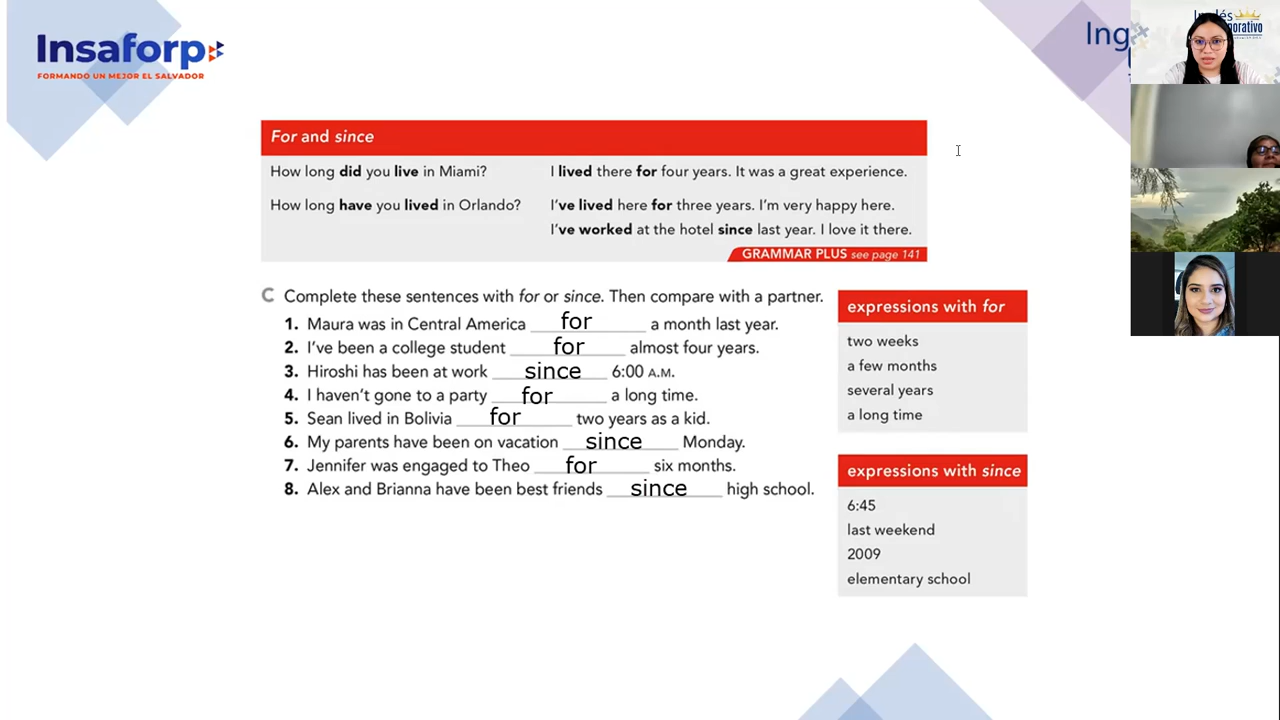 Insaforp
FORMANDO UN MEJOR EL SALVADOR
Ing
For and since
How long did you live in Miami? I lived there for four years. It was a great experience.
How long have you lived in Orlando? I've lived here for three years. I'm very happy here.
I've worked at the hotel since last year. I love it there.
GRAMMAR PLUS see page 141
C Complete these sentences with for or since. Then compare with a partner.
1. Maura was in Central America for a month last year.
2. I've been a college student for almost four years.
3. Hiroshi has been at work since 6:00 A.M.
4. I haven't gone to a party for a long time.
5. Sean lived in Bolivia for two years as a kid.
6. My parents have been on vacation since Monday.
7. Jennifer was engaged to Theo for six months.
8. Alex and Brianna have been best friends since high school.
expressions with for
two weeks
a few months
several years
a long time
expressions with since
6:45
last weekend
2009
elementary school